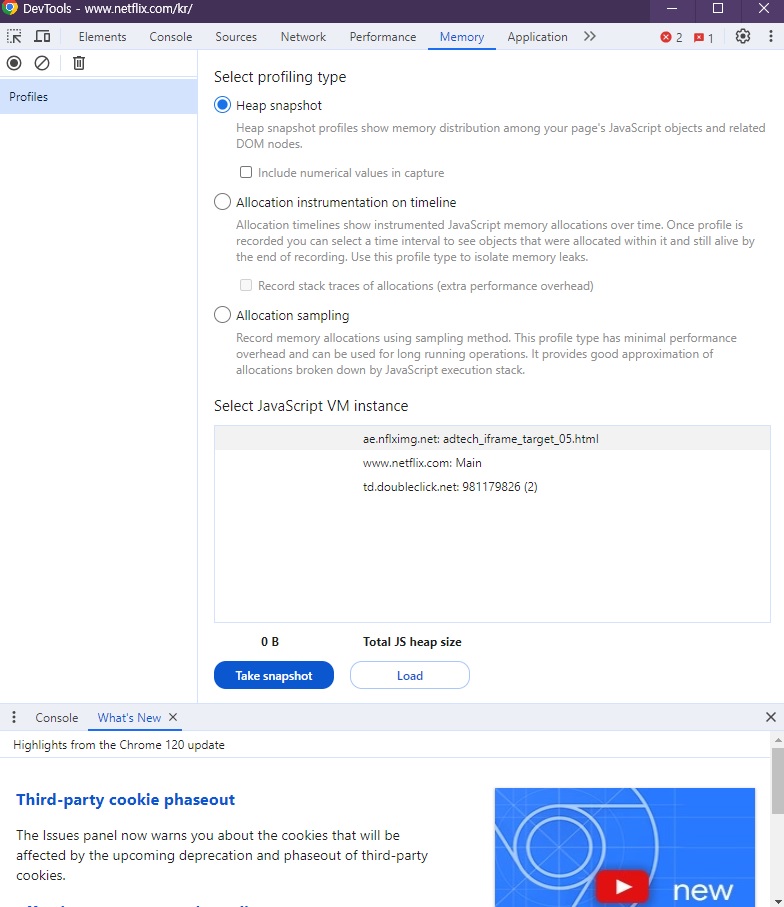 DevTools - www.netflix.com/kr/
Elements Console Sources Network Performance Memory Application 2 1
Profiles
Select profiling type
Heap snapshot
Heap snapshot profiles show memory distribution among your page's JavaScript objects and related
DOM nodes.
Include numerical values in capture
Allocation instrumentation on timeline
Allocation timelines show instrumented JavaScript memory allocations over time. Once profile is
recorded you can select a time interval to see objects that were allocated within it and still alive by
the end of recording. Use this profile type to isolate memory leaks.
Record stack traces of allocations (extra performance overhead)
Allocation sampling
Record memory allocations using sampling method. This profile type has minimal performance
overhead and can be used for long running operations. It provides good approximation of
allocations broken down by JavaScript execution stack.
Select JavaScript VM instance
ae.nflximg.net: adtech_iframe_target_05.html
www.netflix.com: Main
td.doubleclick.net: 981179826 (2)
0 B Total JS heap size
Take snapshot Load
Console What's New
Highlights from the Chrome 120 update
Third-party cookie phaseout
The Issues panel now warns you about the cookies that will be
affected by the upcoming deprecation and phaseout of third-party
cookies.
new